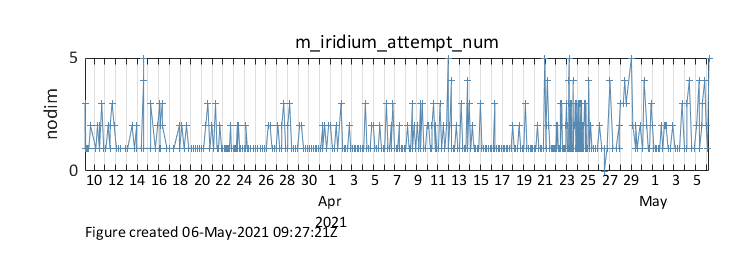 m_iridium_attempt_num
nodim
5
0
10 12 14 16 18 20 22 24 26 28 30 1 3 5 7 9 11 13 15 17 19 21 23 25 27 29 1 3 5
Apr May
2021
Figure created 06-May-2021 09:27:21Z